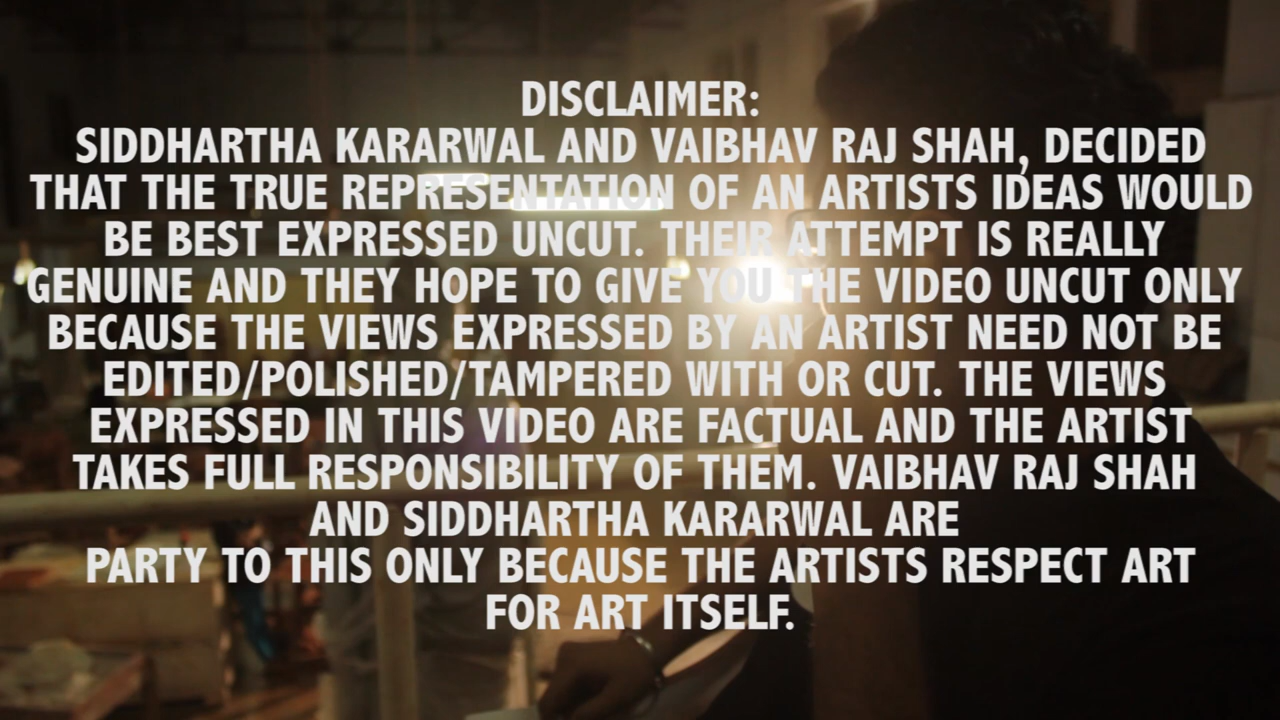 DISCLAIMER:
SIDDHARTHA KARARWAL AND VAIBHAV RAJ SHAH, DECIDED
THAT THE TRUE REPRESENTATION OF AN ARTISTS IDEAS WOULD
BE BEST EXPRESSED UNCUT. THEIR ATTEMPT IS REALLY
GENUINE AND THEY HOPE TO GIVE YOU THE VIDEO UNCUT ONLY
BECAUSE THE VIEWS EXPRESSED BY AN ARTIST NEED NOT BE
EDITED/POLISHED/TAMPERED WITH OR CUT. THE VIEWS
EXPRESSED IN THIS VIDEO ARE FACTUAL AND THE ARTIST
TAKES FULL RESPONSIBILITY OF THEM. VAIBHAV RAJ SHAH
AND SIDDHARTHA KARARWAL ARE
PARTY TO THIS ONLY BECAUSE THE ARTISTS RESPECT ART
FOR ART ITSELF.